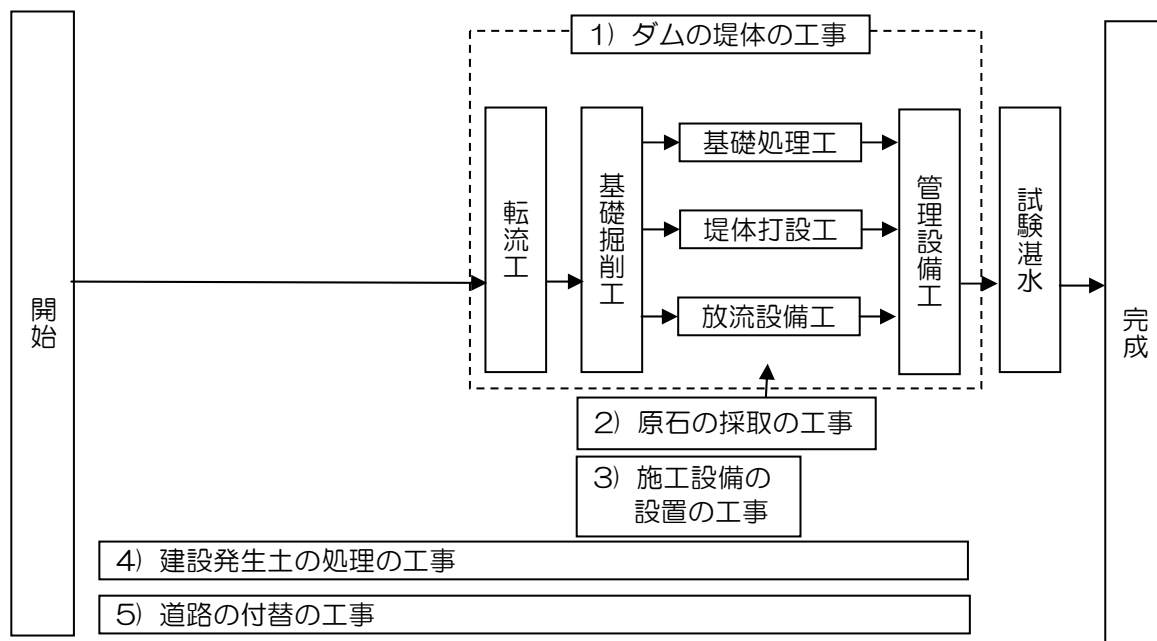 開始
1) ダムの堤体の工事
転流工
基礎掘削工
基礎処理工
堤体打設工
放流設備工
管理設備工
試験湛水
完成
2) 原石の採取の工事
3) 施工設備の
設置の工事
4) 建設発生土の処理の工事
5) 道路の付替の工事